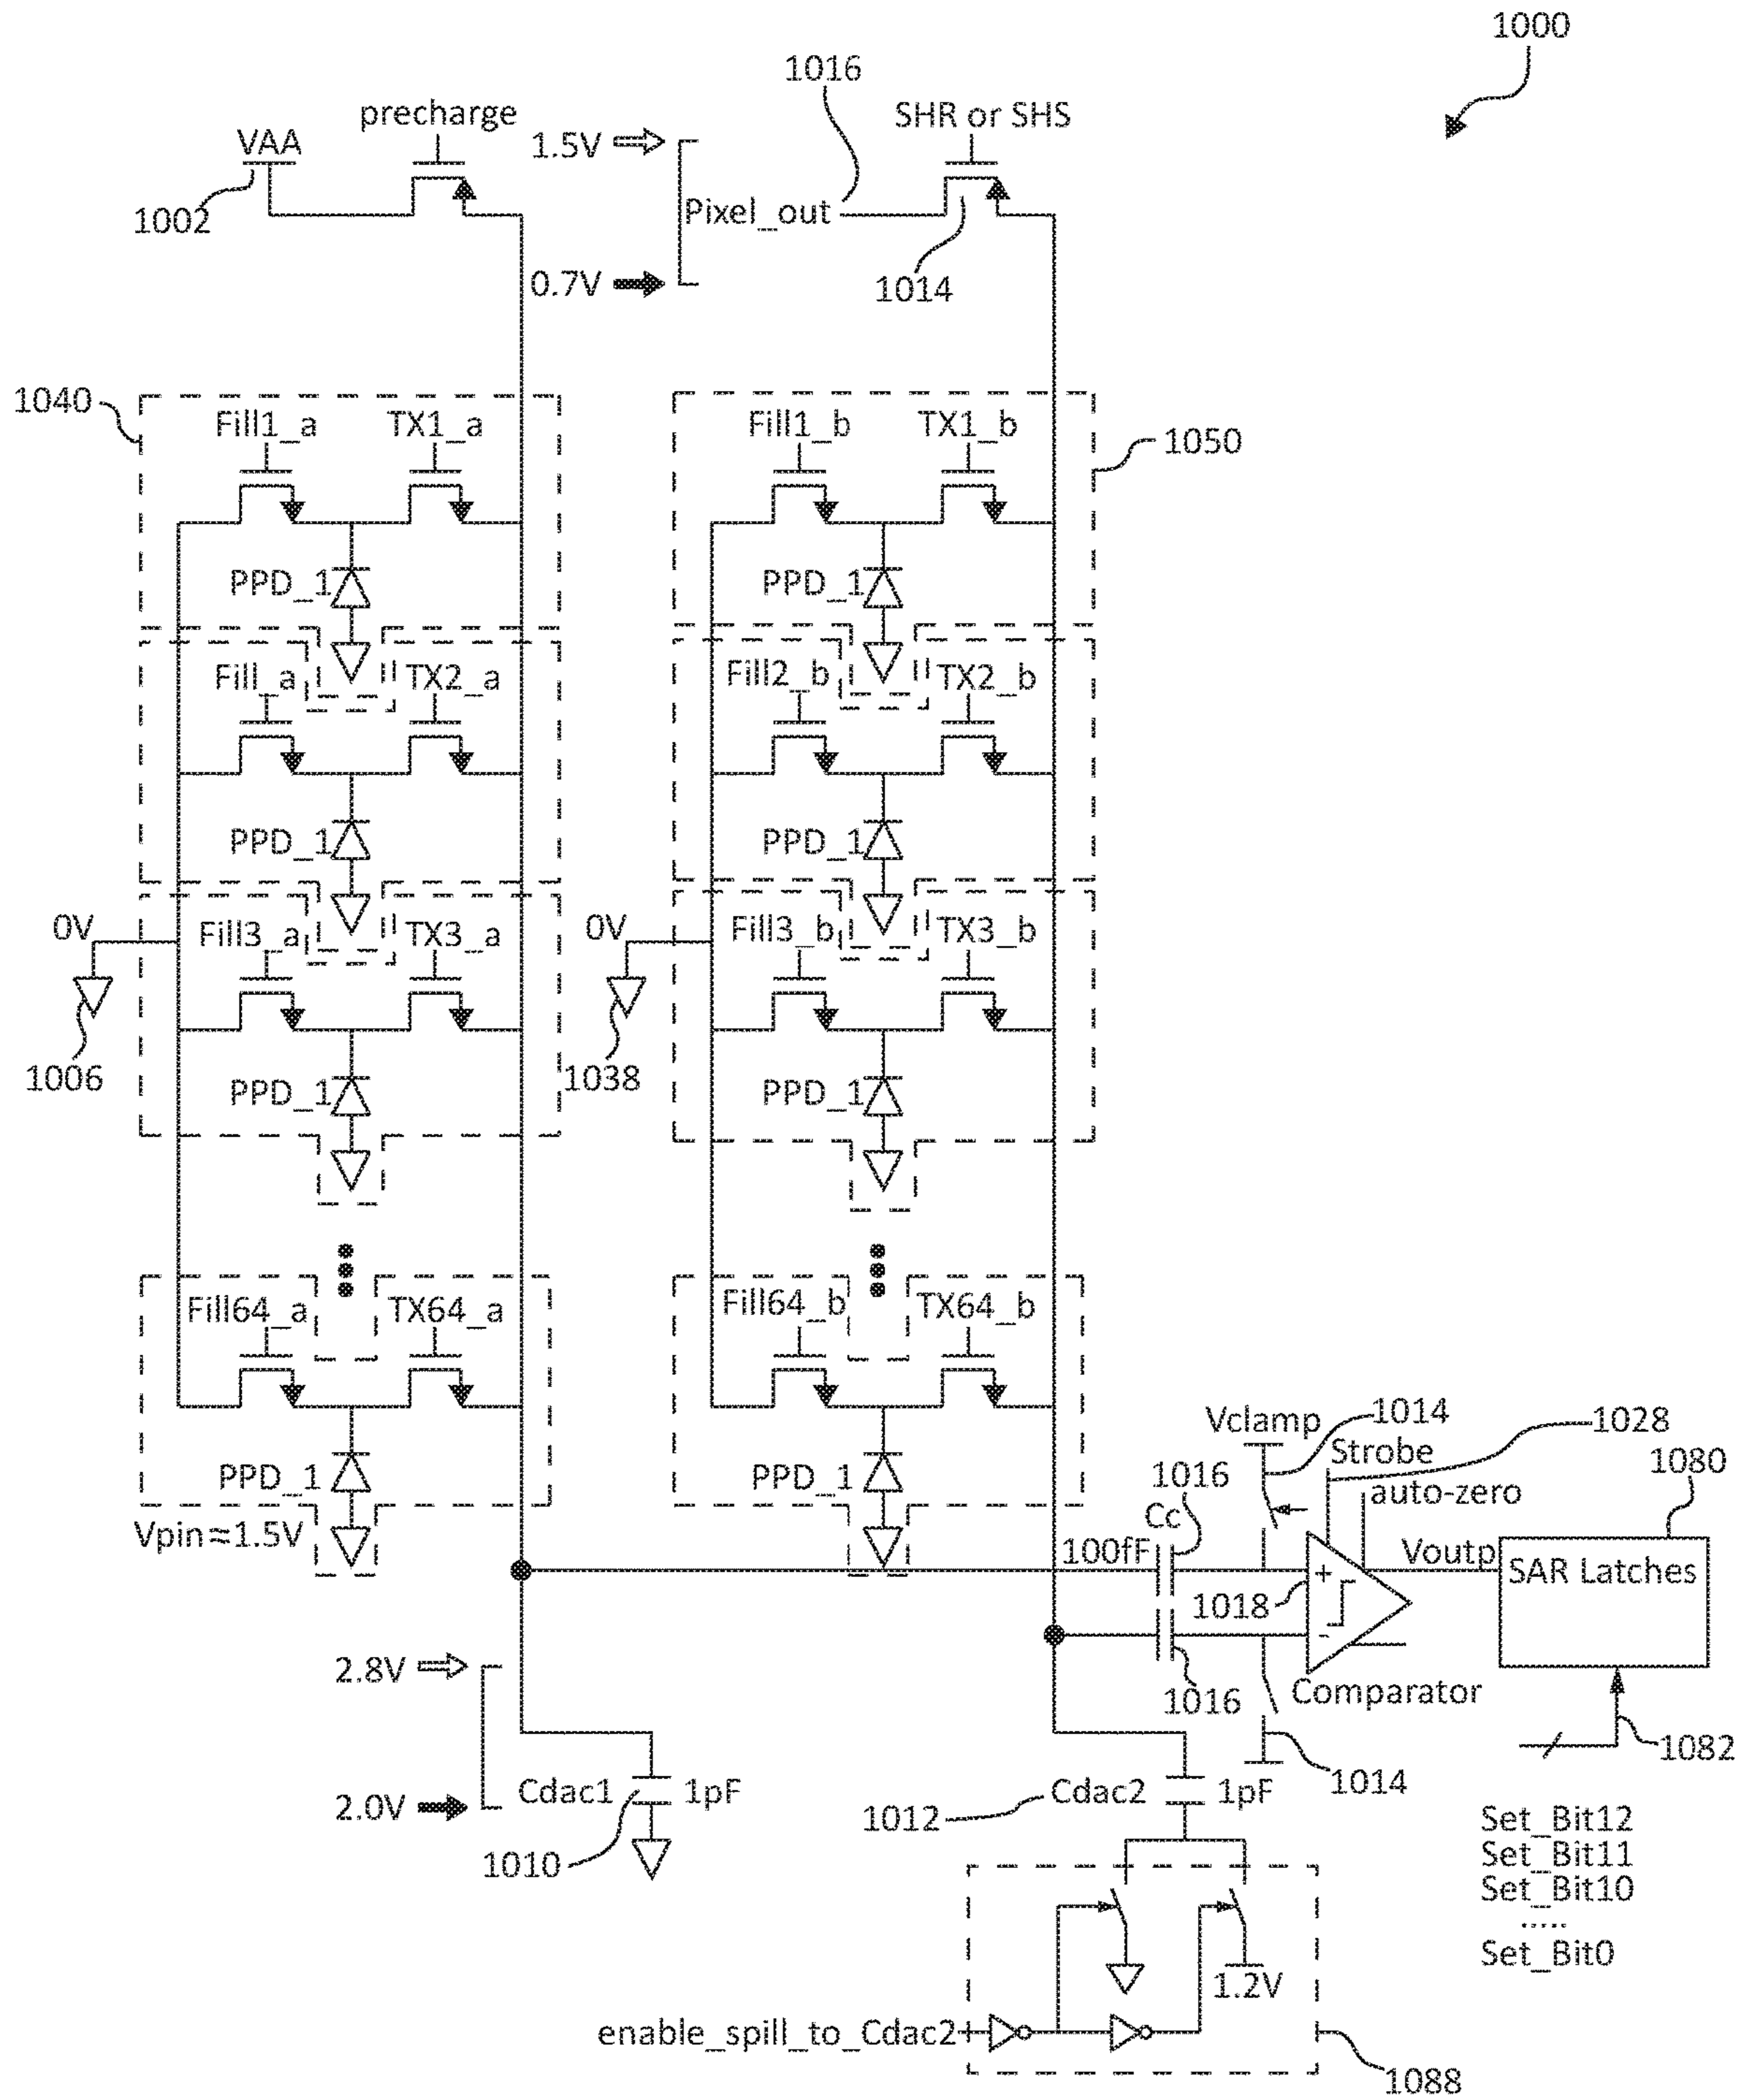 1000
1016
precharge
SHR or SHS
VAA
1.5V
1002
Pixel_out
0.7V
1014
1040
Fill1_a
TX1_a
Fill1_b
TX1_b
1050
PPD_1
PPD_1
Fill_a
TX2_a
Fill2_b
TX2_b
PPD_1
PPD_1
0V
Fill3_a
TX3_a
0V
Fill3_b
TX3_b
1006
PPD_1
1038
PPD_1
Fill64_a
TX64_a
Fill64_b
TX64_b
Vclamp
1014
1028
Strobe
1080
PPD_1
PPD_1
1016
auto-zero
Cc
Vpin≈1.5V
100fF
Voutp
SAR Latches
+
1018
-
2.8V
1016
Comparator
1082
Cdac1
1pF
Cdac2
1pF
1014
2.0V
1012
Set_Bit12
1010
Set_Bit11
Set_Bit10
.....
Set_Bit0
1.2V
enable_spill_to_Cdac2
1088